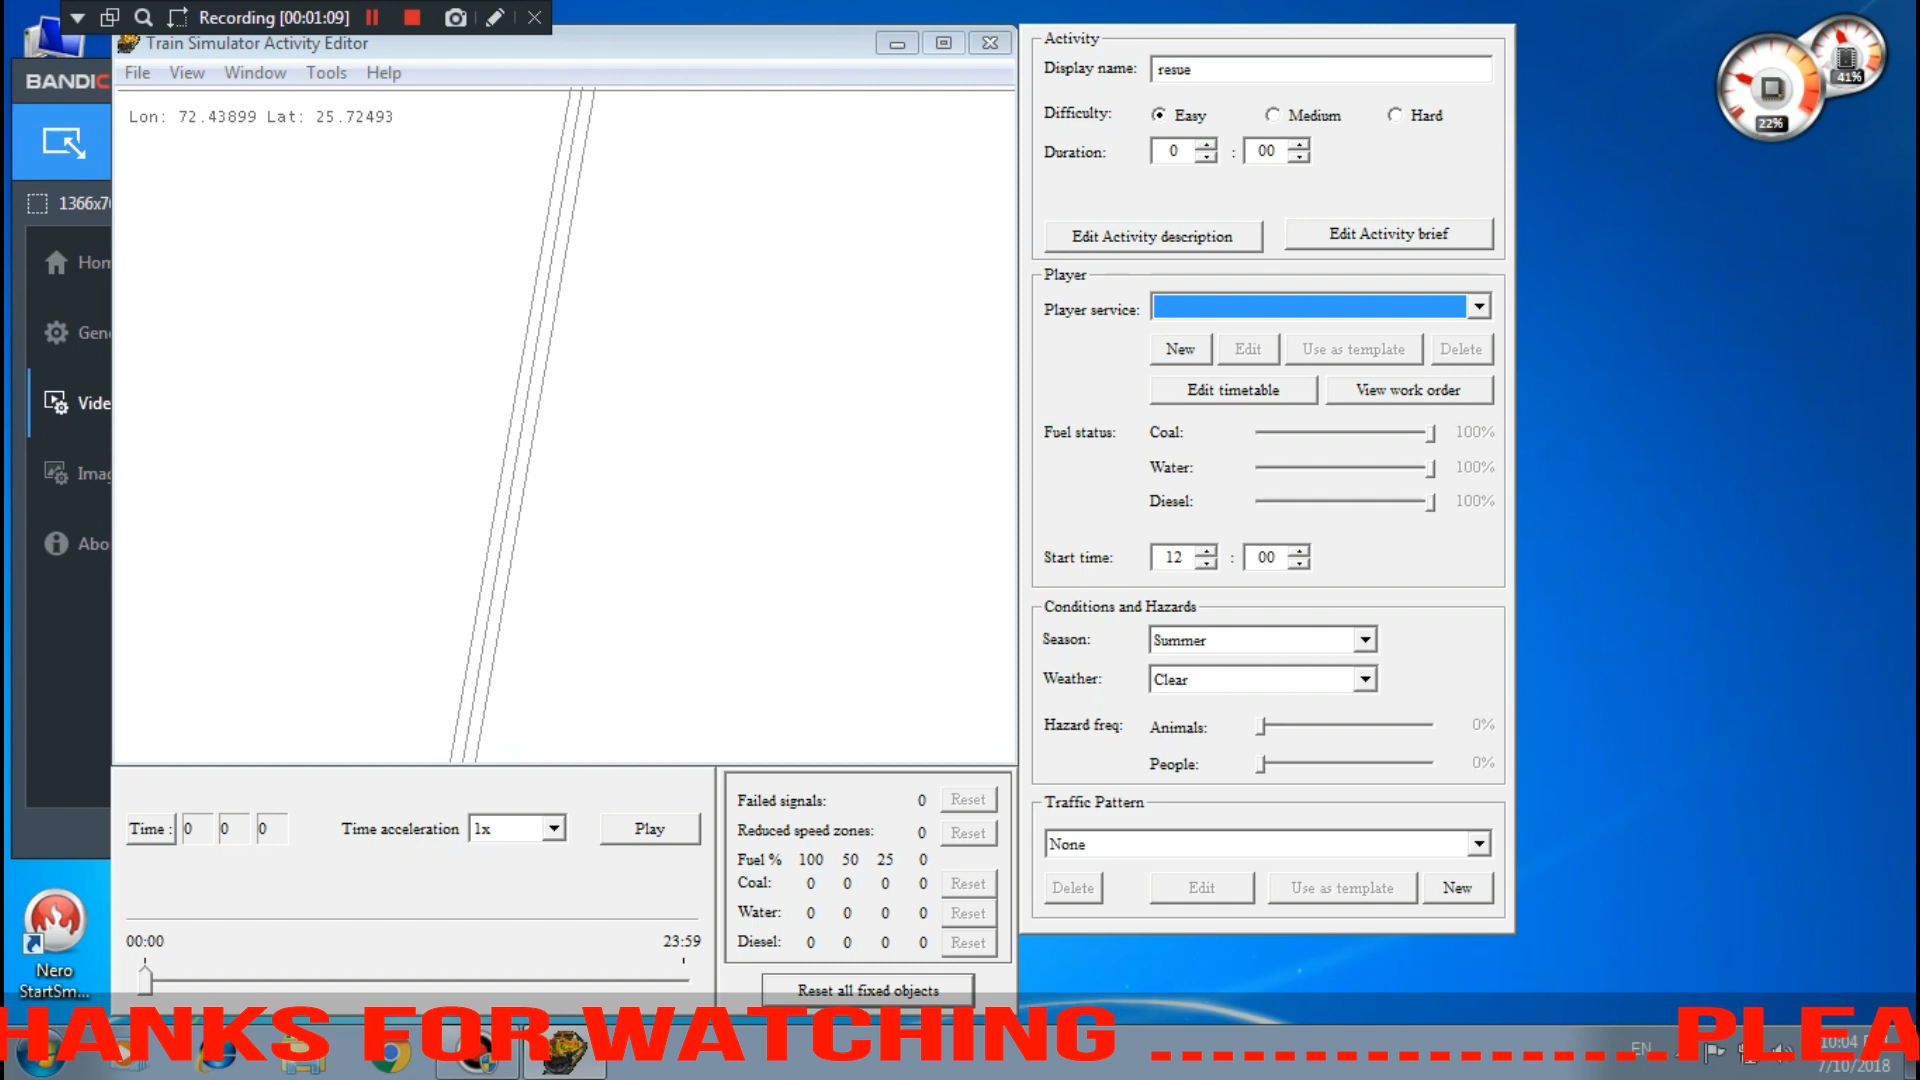 Recording [00:01:09]
Train Simulator Activity Editor
File View Window Tools Help
Lon: 72.43899 Lat: 25.72493
BANDIC
1366x76
Hom
Gene
Vide
Imag
Abo
Nero
StartSm...
Activity
Display name: resue
Difficulty: Easy Medium Hard
Duration: 0 : 00
Edit Activity description Edit Activity brief
Player
Player service:
New Edit Use as template Delete
Edit timetable View work order
Fuel status: Coal: 100%
Water: 100%
Diesel: 100%
Start time: 12 : 00
Conditions and Hazards
Season: Summer
Weather: Clear
Hazard freq: Animals: 0%
People: 0%
Traffic Pattern
None
Delete Edit Use as template New
Time : 0 0 0 Time acceleration 1x Play
00:00 23:59
Failed signals: 0 Reset
Reduced speed zones: 0 Reset
Fuel % 100 50 25 0
Coal: 0 0 0 0 Reset
Water: 0 0 0 0 Reset
Diesel: 0 0 0 0 Reset
Reset all fixed objects
41%
22%
HANKS FOR WATCHING ..................PLEA
EN
10:04
7/10/2018